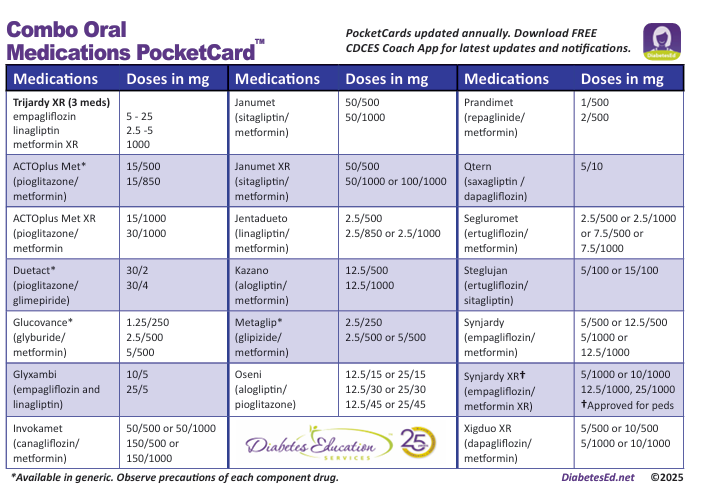 Combo Oral
Medications PocketCard™
PocketCards updated annually. Download FREE
CDCES Coach App for latest updates and notifications.
DiabetesEd
Medications Doses in mg Medications Doses in mg Medications Doses in mg
Trijardy XR (3 meds)
empagliflozin 5 - 25
linagliptin 2.5 -5
metformin XR 1000
Janumet 50/500
(sitagliptin/ 50/1000
metformin)
Prandimet 1/500
(repaglinide/ 2/500
metformin)
ACTOplus Met* 15/500
(pioglitazone/ 15/850
metformin)
Janumet XR 50/500
(sitagliptin/ 50/1000 or 100/1000
metformin)
Qtern 5/10
(saxagliptin /
dapagliflozin)
ACTOplus Met XR 15/1000
(pioglitazone/ 30/1000
metformin
Jentadueto 2.5/500
(linagliptin/ 2.5/850 or 2.5/1000
metformin)
Segluromet 2.5/500 or 2.5/1000
(ertugliflozin/ or 7.5/500 or
metformin) 7.5/1000
Duetact* 30/2
(pioglitazone/ 30/4
glimepiride)
Kazano 12.5/500
(alogliptin/ 12.5/1000
metformin)
Steglujan 5/100 or 15/100
(ertugliflozin/
sitagliptin)
Glucovance* 1.25/250
(glyburide/ 2.5/500
metformin) 5/500
Metaglip* 2.5/250
(glipizide/ 2.5/500 or 5/500
metformin)
Synjardy 5/500 or 12.5/500
(empagliflozin/ 5/1000 or
metformin) 12.5/1000
Glyxambi 10/5
(empagliflozin and 25/5
linagliptin)
Oseni 12.5/15 or 25/15
(alogliptin/ 12.5/30 or 25/30
pioglitazone) 12.5/45 or 25/45
Synjardy XR✝ 5/1000 or 10/1000
(empagliflozin/ 12.5/1000, 25/1000
metformin XR) ✝Approved for peds
Invokamet 50/500 or 50/1000
(canagliflozin/ 150/500 or
metformin) 150/1000
Diabetes Education
SERVICES
25
Xigduo XR 5/500 or 10/500
(dapagliflozin/ 5/1000 or 10/1000
metformin)
*Available in generic. Observe precautions of each component drug.
DiabetesEd.net ©2025